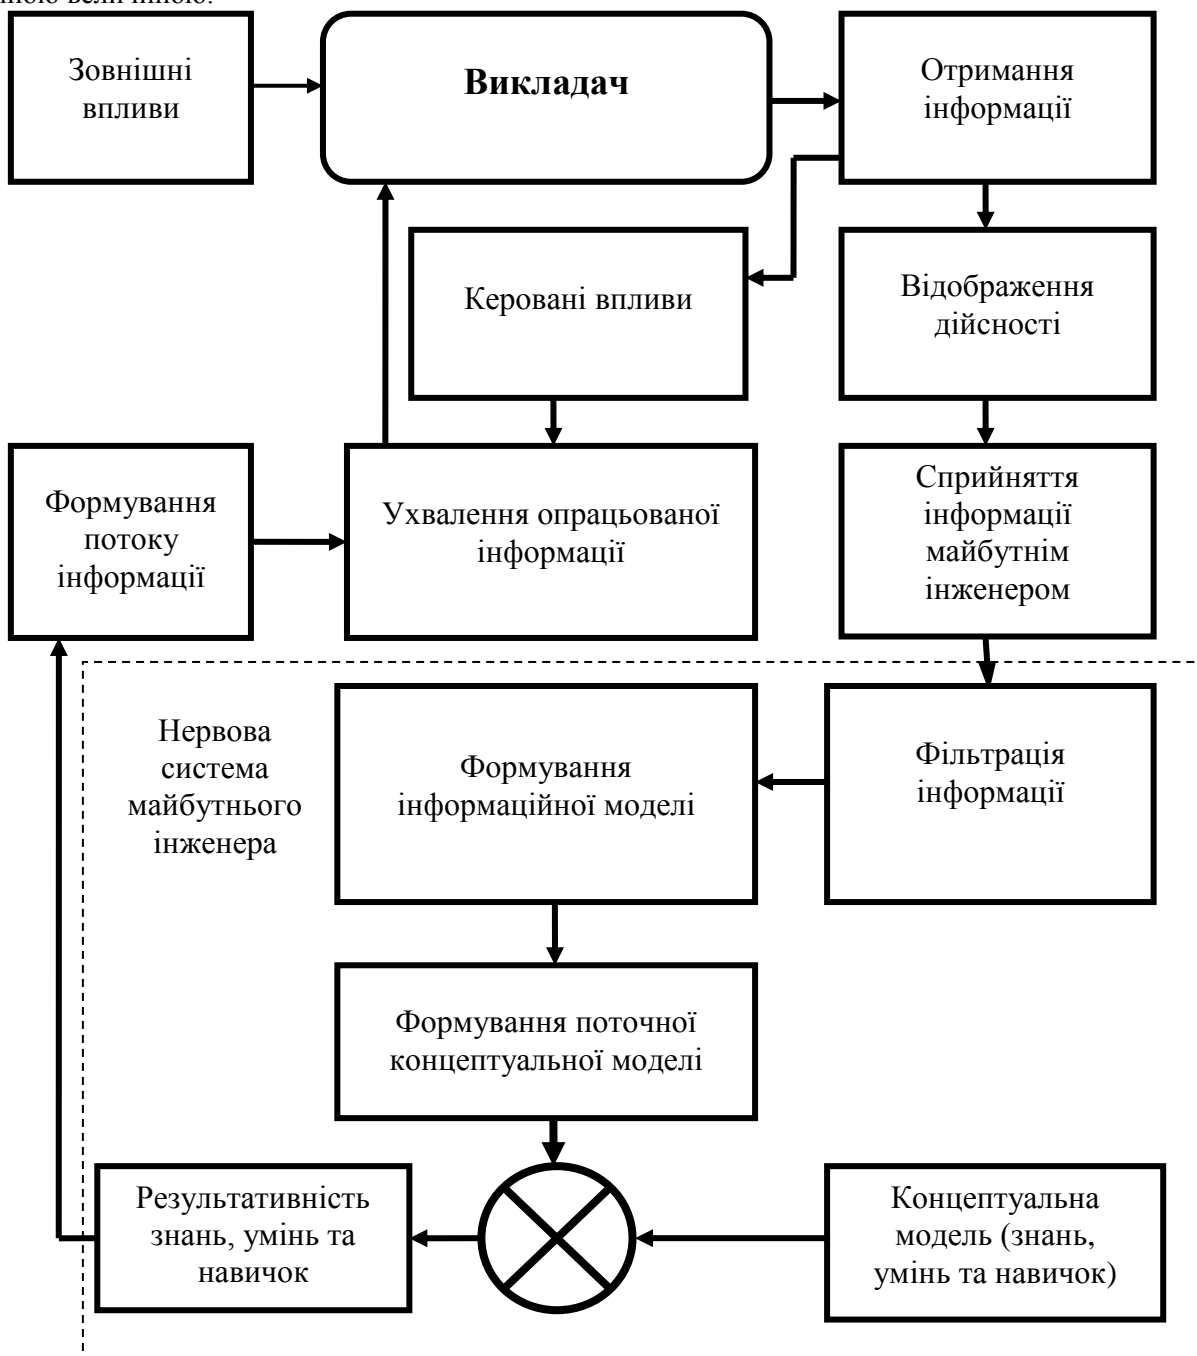 Зовнішні
впливи
Викладач
Отримання
інформації
Керовані впливи
Відображення
дійсності
Формування
потоку
інформації
Ухвалення опрацьованої
інформації
Сприйняття
інформації
майбутнім
інженером
Нервова
система
майбутнього
інженера
Формування
інформаційної моделі
Фільтрація
інформації
Формування поточної
концептуальної моделі
Результативність
знань, умінь та
навичок
Концептуальна
модель (знань,
умінь та навичок)